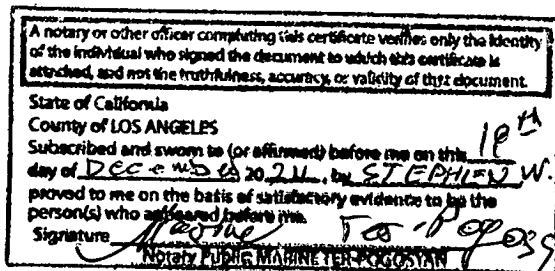 A notary or other officer completing this certificate verifies only the identity
of the individual who signed the document to which this certificate is
attached, and not the truthfulness, accuracy, or validity of that document.
State of California
County of LOS ANGELES
Subscribed and sworn to (or affirmed) before me on this
day of DECEMBER 20 by STEPHEN W.
proved to me on the basis of satisfactory evidence to be the
person(s) who appeared before me.
Signature
Notary Public MARINE TER-POGOSYAN